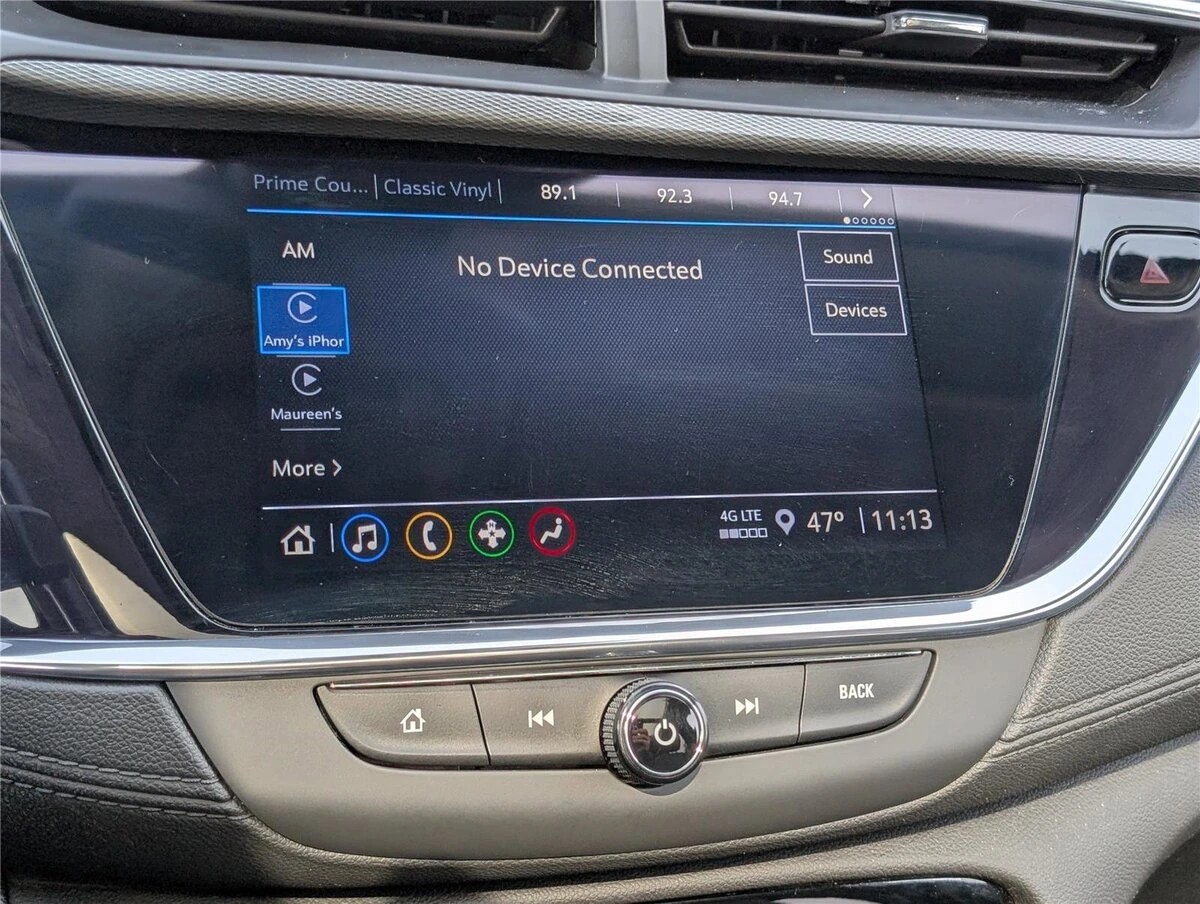 Prime Cou... | Classic Vinyl | 89.1 | 92.3 | 94.7
AM
No Device Connected
Sound
Amy's iPhor
Devices
Maureen's
More
4G LTE 47° | 11:13
BACK